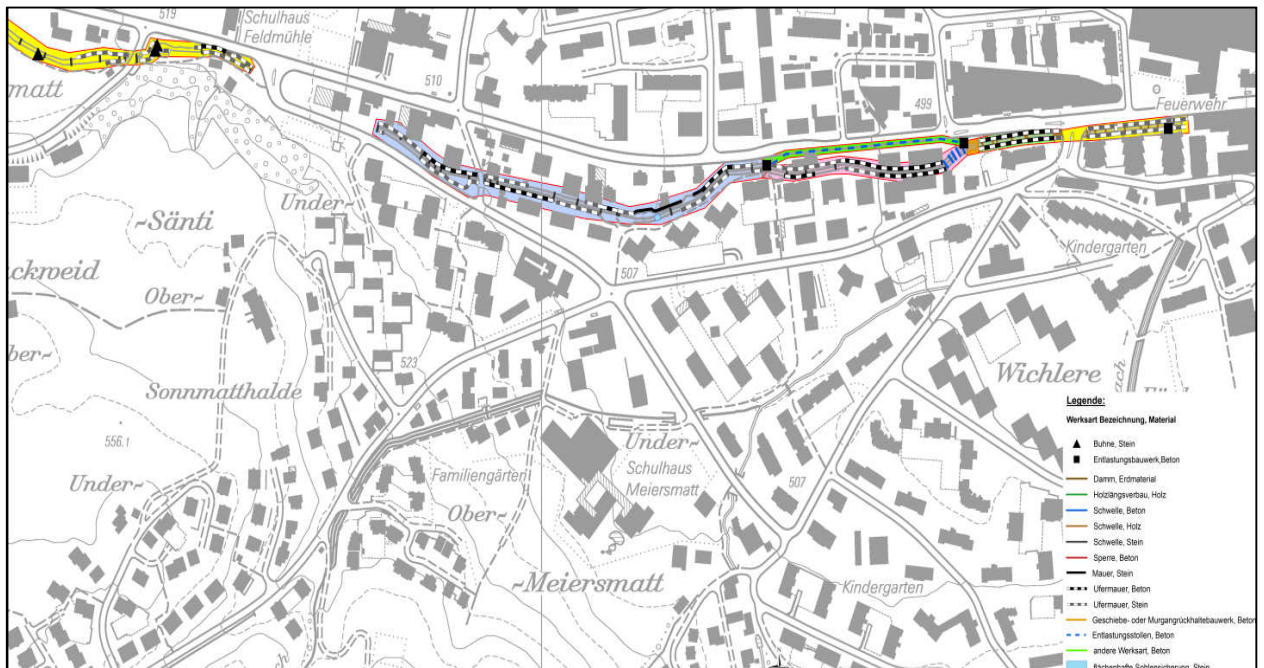 519
Schulhaus
Feldmühle
510
matt
499
Feuerwehr
~Sänti
Under~
Ober~
507
Kindergarten
523
Wichlere
Sonnmatthalde
556.1
Under~
Familiengärten
Ober~
Under~
Schulhaus
Meiersmatt
507
~Meiersmatt
Kindergarten
Legende:
Werksart Bezeichnung, Material
Buhne, Stein
Entlastungsbauwerk,Beton
Damm, Erdmaterial
Holzlängsverbau, Holz
Schwelle, Beton
Schwelle, Holz
Schwelle, Stein
Sperre, Beton
Mauer, Stein
Ufermauer, Beton
Ufermauer, Stein
Geschiebe- oder Murgangrückhaltebauwerk, Beton
Entlastungsstollen, Beton
andere Werksart, Beton
flächenhafte Sohlensicherung, Stein